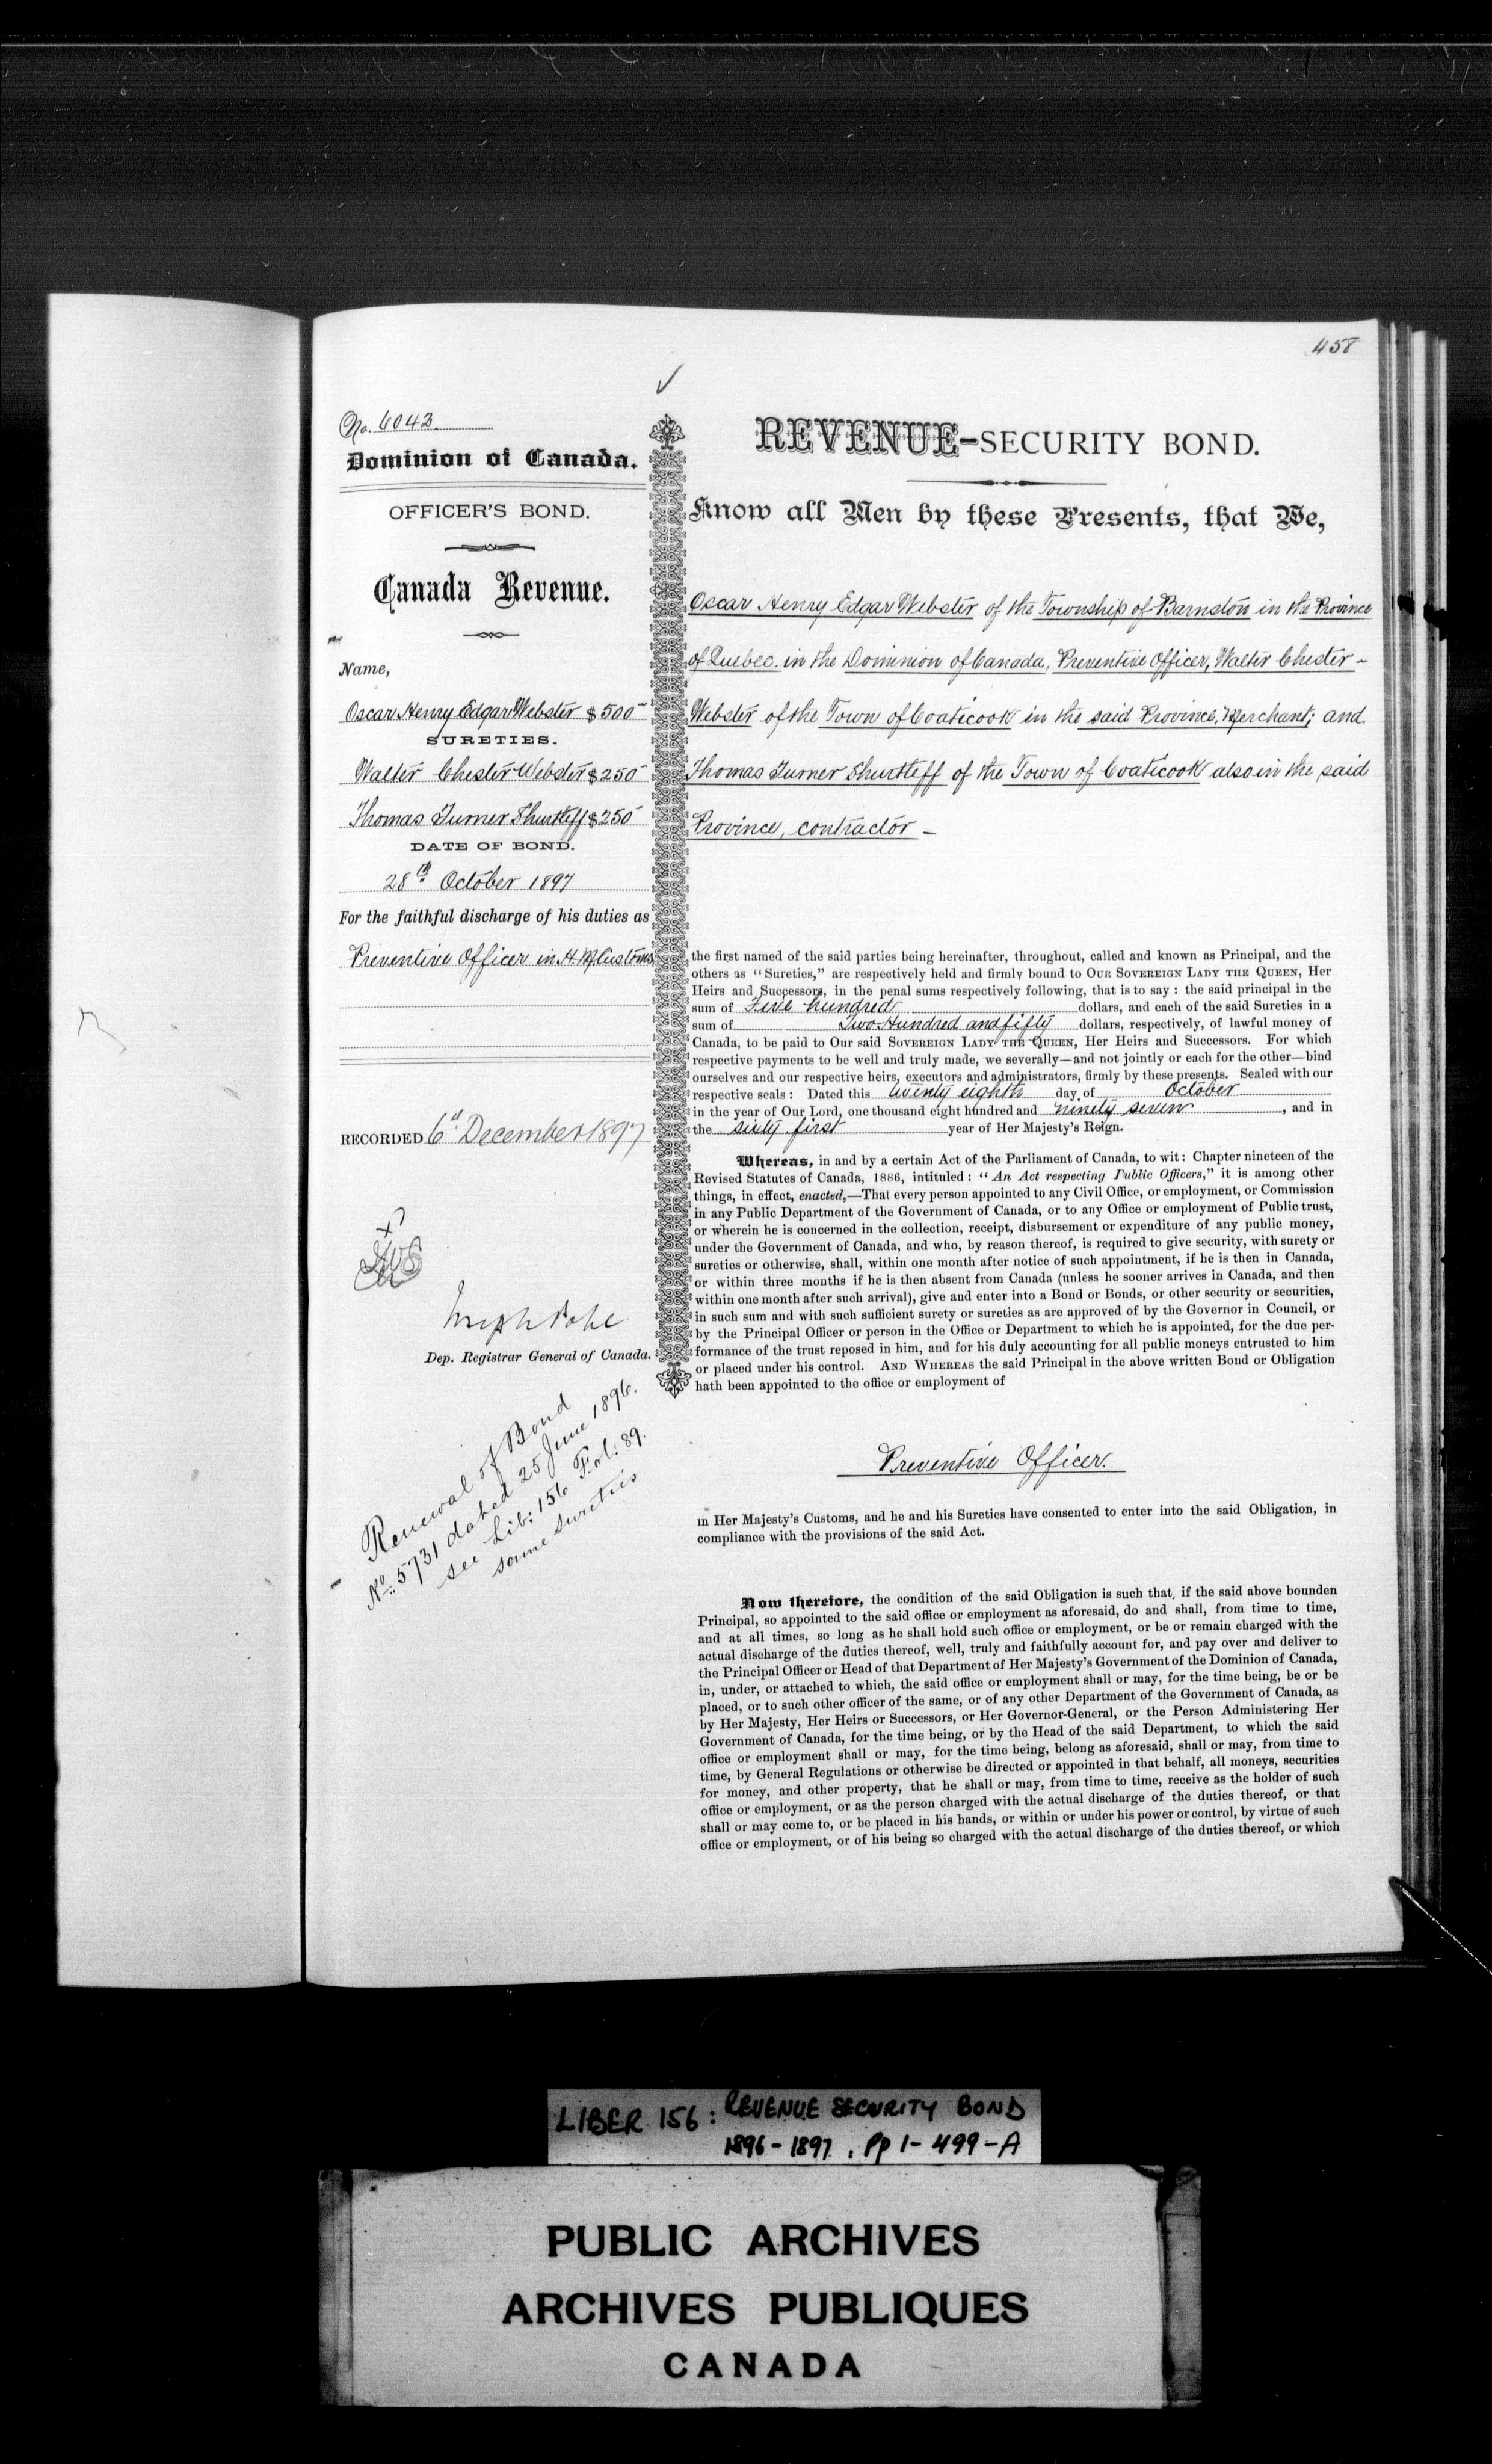 458
No. 6043
Dominion of Canada.
OFFICER'S BOND.
Canada Revenue.
Name,
Oscar Henry Edgar Webster $500
SURETIES.
Walter Chester Webster $250
Thomas Turner Shurtleff $250
DATE OF BOND.
28th October 1897
For the faithful discharge of his duties as
Preventive Officer in H.M. Customs
RECORDED 6th December 1897
Joseph Pope
Dep. Registrar General of Canada.
Renewal of Bond
No. 5731 dated 25 June 1896.
see Lib: 156 Fol: 89.
same sureties
REVENUE-SECURITY BOND.
Know all Men by these Presents, that We,
Oscar Henry Edgar Webster of the Township of Barnston in the Province
of Quebec. in the Dominion of Canada, Preventive Officer, Walter Chester -
Webster of the Town of Coaticook in the said Province, Merchant; and
Thomas Turner Shurtleff of the Town of Coaticook also in the said
Province, contractor -
the first named of the said parties being hereinafter, throughout, called and known as Principal, and the
others as "Sureties," are respectively held and firmly bound to OUR SOVEREIGN LADY THE QUEEN, Her
Heirs and Successors, in the penal sums respectively following, that is to say : the said principal in the
sum of Five hundred dollars, and each of the said Sureties in a
sum of Two Hundred and fifty dollars, respectively, of lawful money of
Canada, to be paid to Our said SOVEREIGN LADY THE QUEEN, Her Heirs and Successors. For which
respective payments to be well and truly made, we severally—and not jointly or each for the other—bind
ourselves and our respective heirs, executors and administrators, firmly by these presents. Sealed with our
respective seals : Dated this twenty eighth day of October
in the year of Our Lord, one thousand eight hundred and ninety seven, and in
the sixty first year of Her Majesty's Reign.
Whereas, in and by a certain Act of the Parliament of Canada, to wit : Chapter nineteen of the
Revised Statutes of Canada, 1886, intituled : "An Act respecting Public Officers," it is among other
things, in effect, enacted,—That every person appointed to any Civil Office, or employment, or Commission
in any Public Department of the Government of Canada, or to any Office or employment of Public trust,
or wherein he is concerned in the collection, receipt, disbursement or expenditure of any public money,
under the Government of Canada, and who, by reason thereof, is required to give security, with surety or
sureties or otherwise, shall, within one month after notice of such appointment, if he is then in Canada,
or within three months if he is then absent from Canada (unless he sooner arrives in Canada, and then
within one month after such arrival), give and enter into a Bond or Bonds, or other security or securities,
in such sum and with such sufficient surety or sureties as are approved of by the Governor in Council, or
by the Principal Officer or person in the Office or Department to which he is appointed, for the due per-
formance of the trust reposed in him, and for his duly accounting for all public moneys entrusted to him
or placed under his control. AND WHEREAS the said Principal in the above written Bond or Obligation
hath been appointed to the office or employment of
Preventive Officer.
in Her Majesty's Customs, and he and his Sureties have consented to enter into the said Obligation, in
compliance with the provisions of the said Act.
Now therefore, the condition of the said Obligation is such that, if the said above bounden
Principal, so appointed to the said office or employment as aforesaid, do and shall, from time to time,
and at all times, so long as he shall hold such office or employment, or be or remain charged with the
actual discharge of the duties thereof, well, truly and faithfully account for, and pay over and deliver to
the Principal Officer or Head of that Department of Her Majesty's Government of the Dominion of Canada,
in, under, or attached to which, the said office or employment shall or may, for the time being, be or be
placed, or to such other officer of the same, or of any other Department of the Government of Canada, as
by Her Majesty, Her Heirs or Successors, or Her Governor-General, or the Person Administering Her
Government of Canada, for the time being, or by the Head of the said Department, to which the said
office or employment shall or may, for the time being, belong as aforesaid, shall or may, from time to
time, by General Regulations or otherwise be directed or appointed in that behalf, all moneys, securities
for money, and other property, that he shall or may, from time to time, receive as the holder of such
office or employment, or as the person charged with the actual discharge of the duties thereof, or that
shall or may come to, or be placed in his hands, or within or under his power or control, by virtue of such
office or employment, or of his being so charged with the actual discharge of the duties thereof, or which
LIBER 156 : REVENUE SECURITY BOND
1896 - 1897 . Pp 1 - 499 - A
PUBLIC ARCHIVES
ARCHIVES PUBLIQUES
CANADA